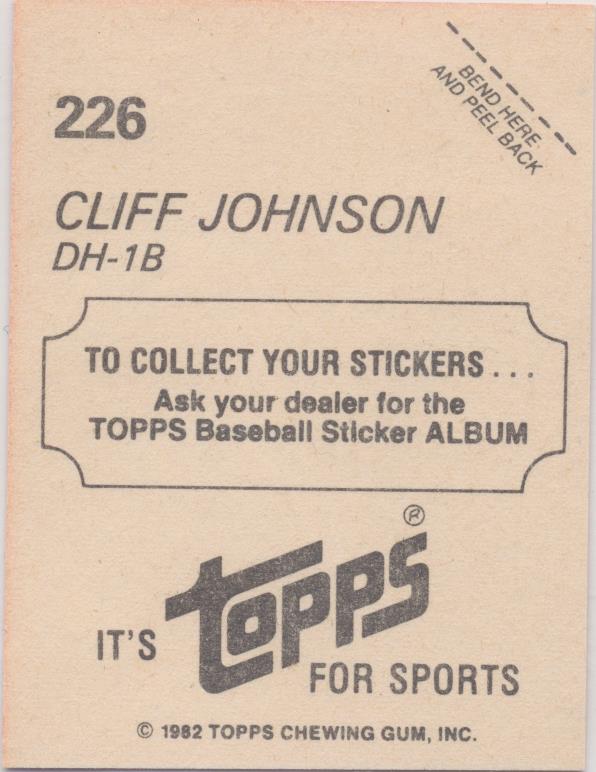 226
BEND HERE
AND PEEL BACK
CLIFF JOHNSON
DH-1B
TO COLLECT YOUR STICKERS...
Ask your dealer for the
TOPPS Baseball Sticker ALBUM
IT'S topps®
FOR SPORTS
© 1982 TOPPS CHEWING GUM, INC.